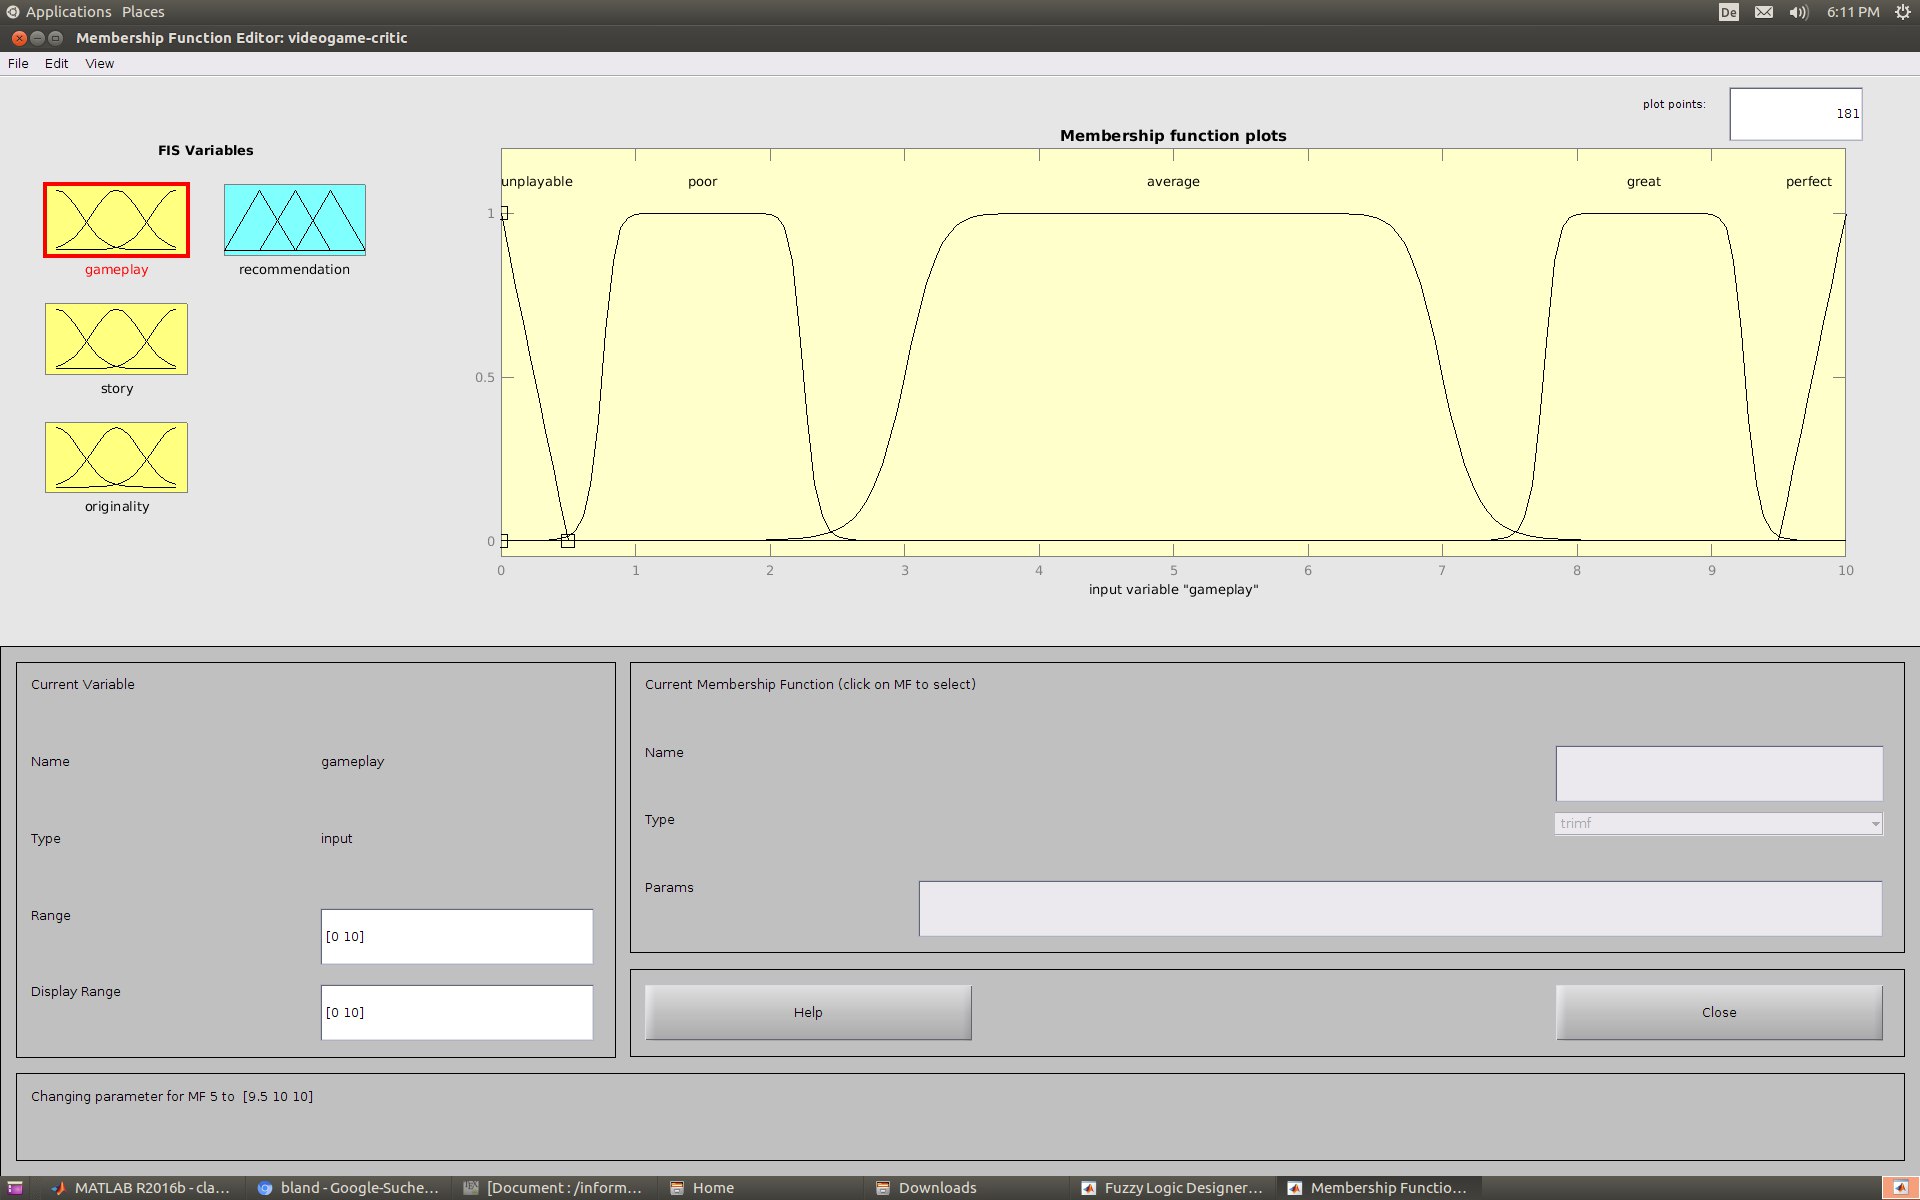 Applications Places
De 6:11 PM
Membership Function Editor: videogame-critic
File Edit View
plot points: 181
FIS Variables
gameplay
recommendation
story
originality
Membership function plots
unplayable poor average great perfect
1
0.5
0
0 1 2 3 4 5 6 7 8 9 10
input variable "gameplay"
Current Variable
Name gameplay
Type input
Range [0 10]
Display Range [0 10]
Current Membership Function (click on MF to select)
Name
Type trimf
Params
Help Close
Changing parameter for MF 5 to [9.5 10 10]
MATLAB R2016b - cla... bland - Google-Suche... [Document : /inform... Home Downloads Fuzzy Logic Designer... Membership Functio...